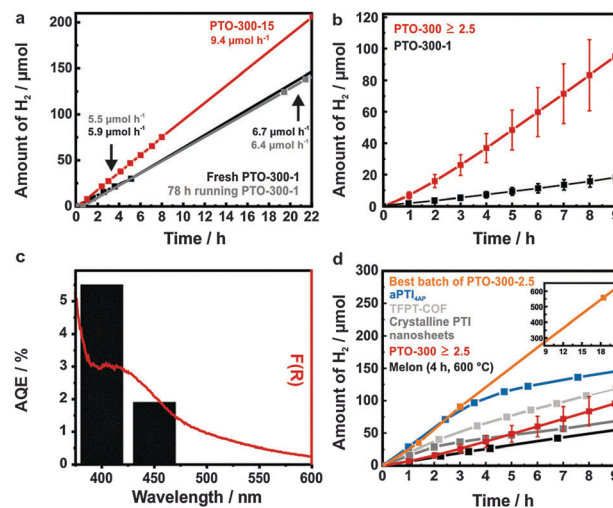 a
Amount of H₂ / µmol
200
150
100
50
0
PTO-300-15
9.4 µmol h⁻¹
5.5 µmol h⁻¹
5.9 µmol h⁻¹
6.7 µmol h⁻¹
6.4 µmol h⁻¹
Fresh PTO-300-1
78 h running PTO-300-1
0 2 4 6 8 10 12 14 16 18 20 22
Time / h
b
Amount of H₂ / µmol
120
100
80
60
40
20
0
PTO-300 ≥ 2.5
PTO-300-1
0 1 2 3 4 5 6 7 8 9
Time / h
c
AQE / %
5
4
3
2
1
0
F(R)
400 450 500 550 600
Wavelength / nm
d
Amount of H₂ / µmol
300
250
200
150
100
50
0
Best batch of PTO-300-2.5
aPTI₄AP
TFPT-COF
Crystalline PTI
nanosheets
PTO-300 ≥ 2.5
Melon (4 h, 600 °C)
600
500
400
300
9 12 15 18 21
0 1 2 3 4 5 6 7 8 9
Time / h